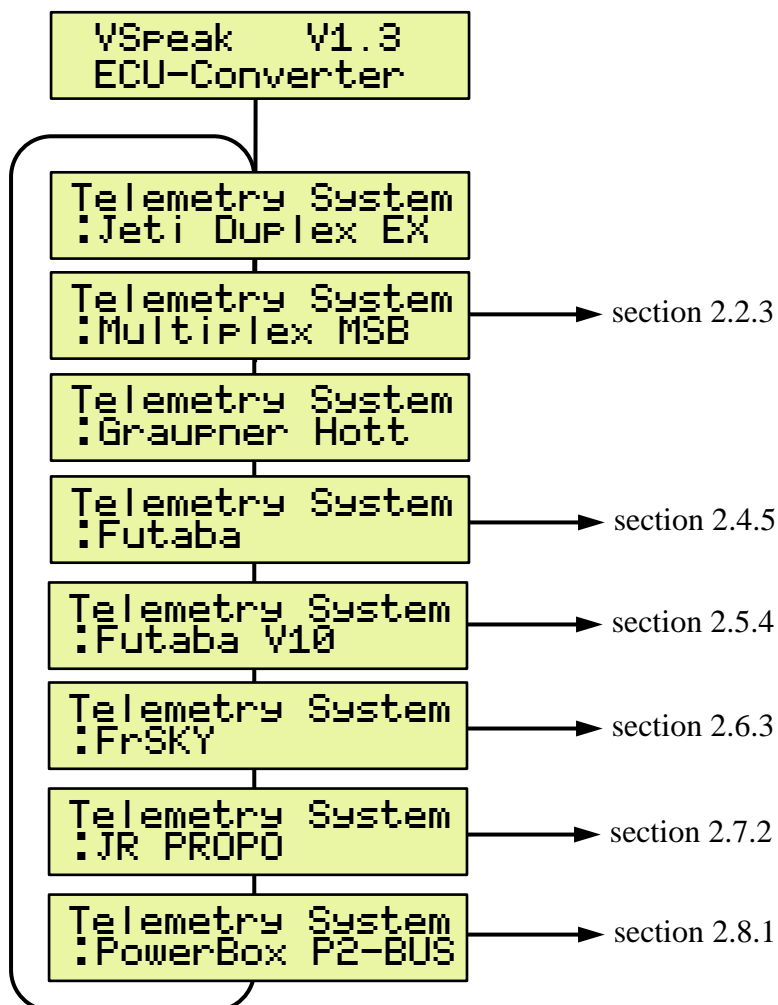 VSpeak V1.3
ECU-Converter
Telemetry System
:Jeti Duplex EX
Telemetry System
:Multiplex MSB
section 2.2.3
Telemetry System
:Graupner Hott
Telemetry System
:Futaba
section 2.4.5
Telemetry System
:Futaba V10
section 2.5.4
Telemetry System
:FrSKY
section 2.6.3
Telemetry System
:JR PROPO
section 2.7.2
Telemetry System
:PowerBox P2-BUS
section 2.8.1